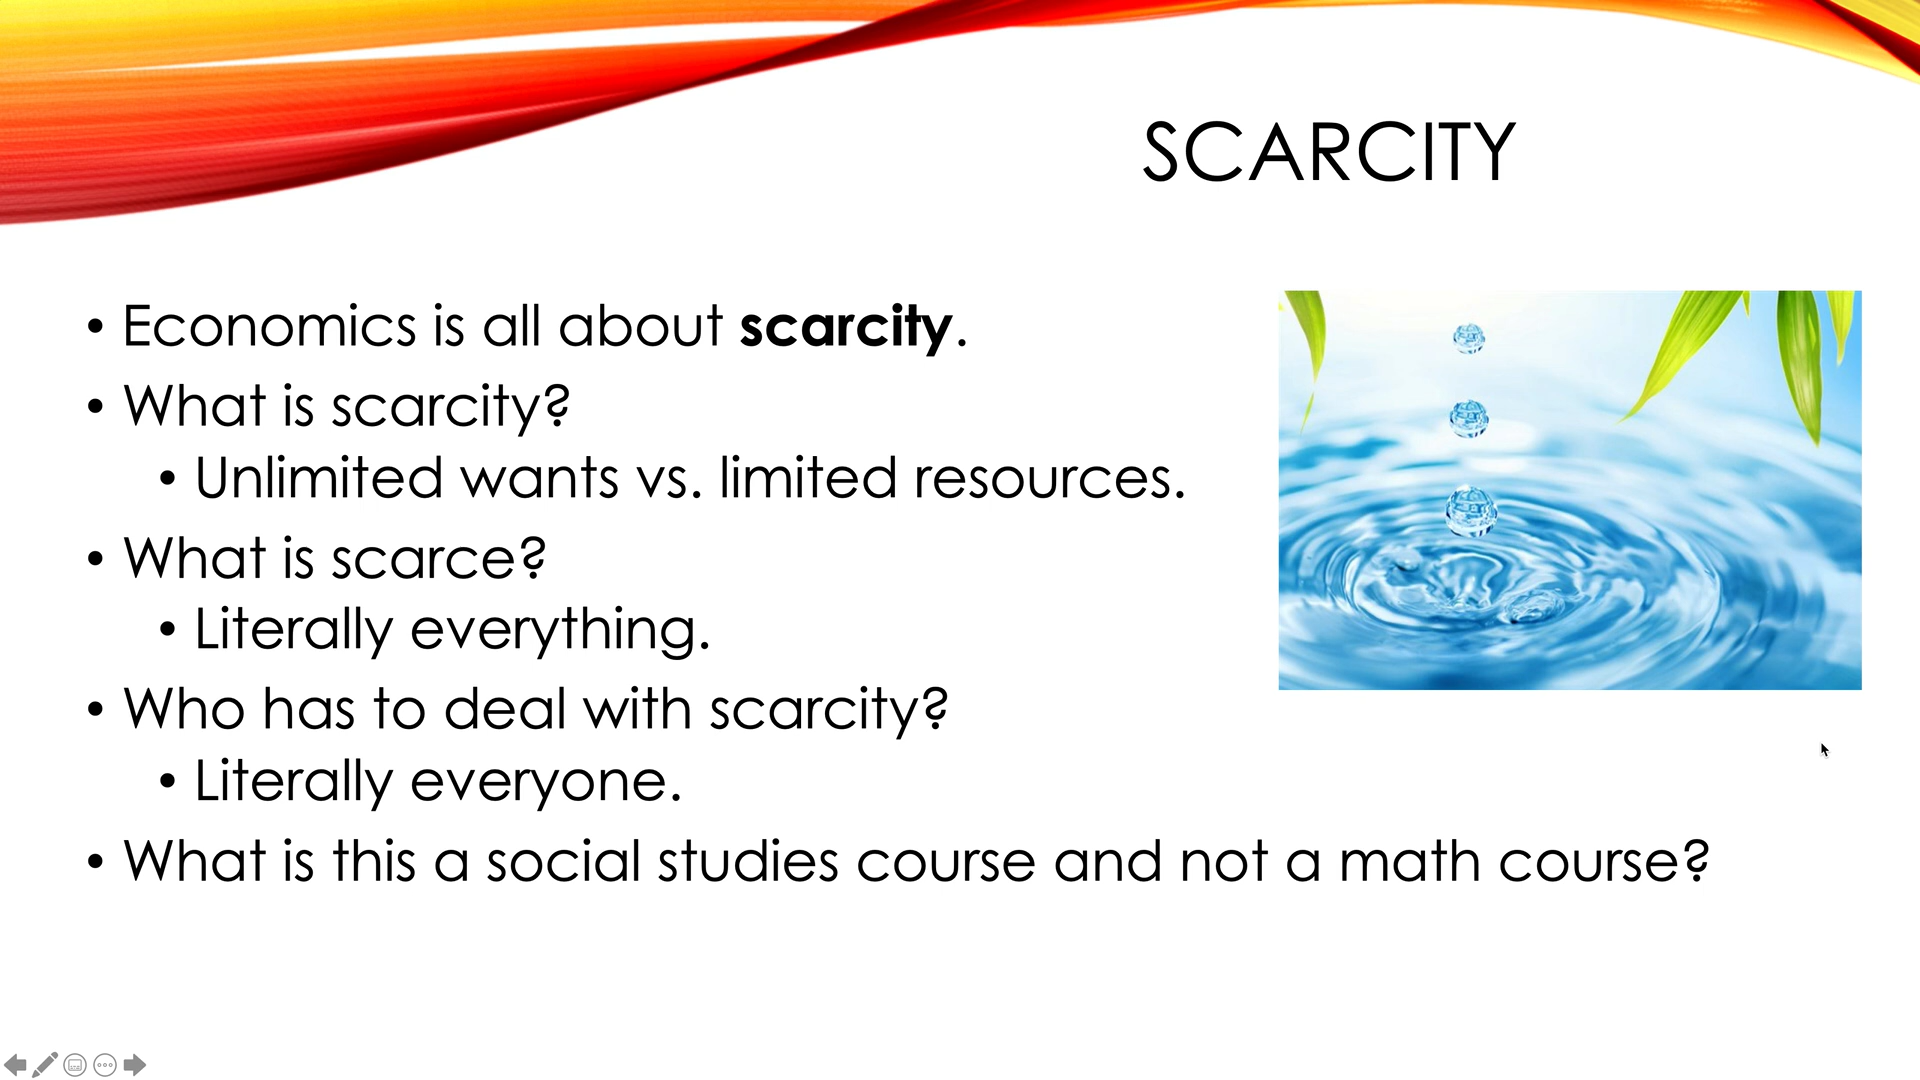 SCARCITY
• Economics is all about scarcity.
• What is scarcity?
• Unlimited wants vs. limited resources.
• What is scarce?
• Literally everything.
• Who has to deal with scarcity?
• Literally everyone.
• What is this a social studies course and not a math course?